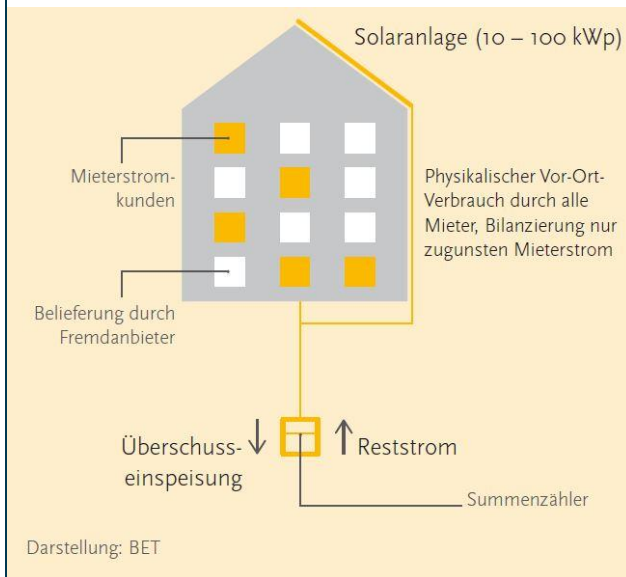 Solaranlage (10 – 100 kWp)
Mieterstrom-
kunden
Physikalischer Vor-Ort-
Verbrauch durch alle
Mieter, Bilanzierung nur
zugunsten Mieterstrom
Belieferung durch
Fremdanbieter
Überschuss-
einspeisung
Reststrom
Summenzähler
Darstellung: BET